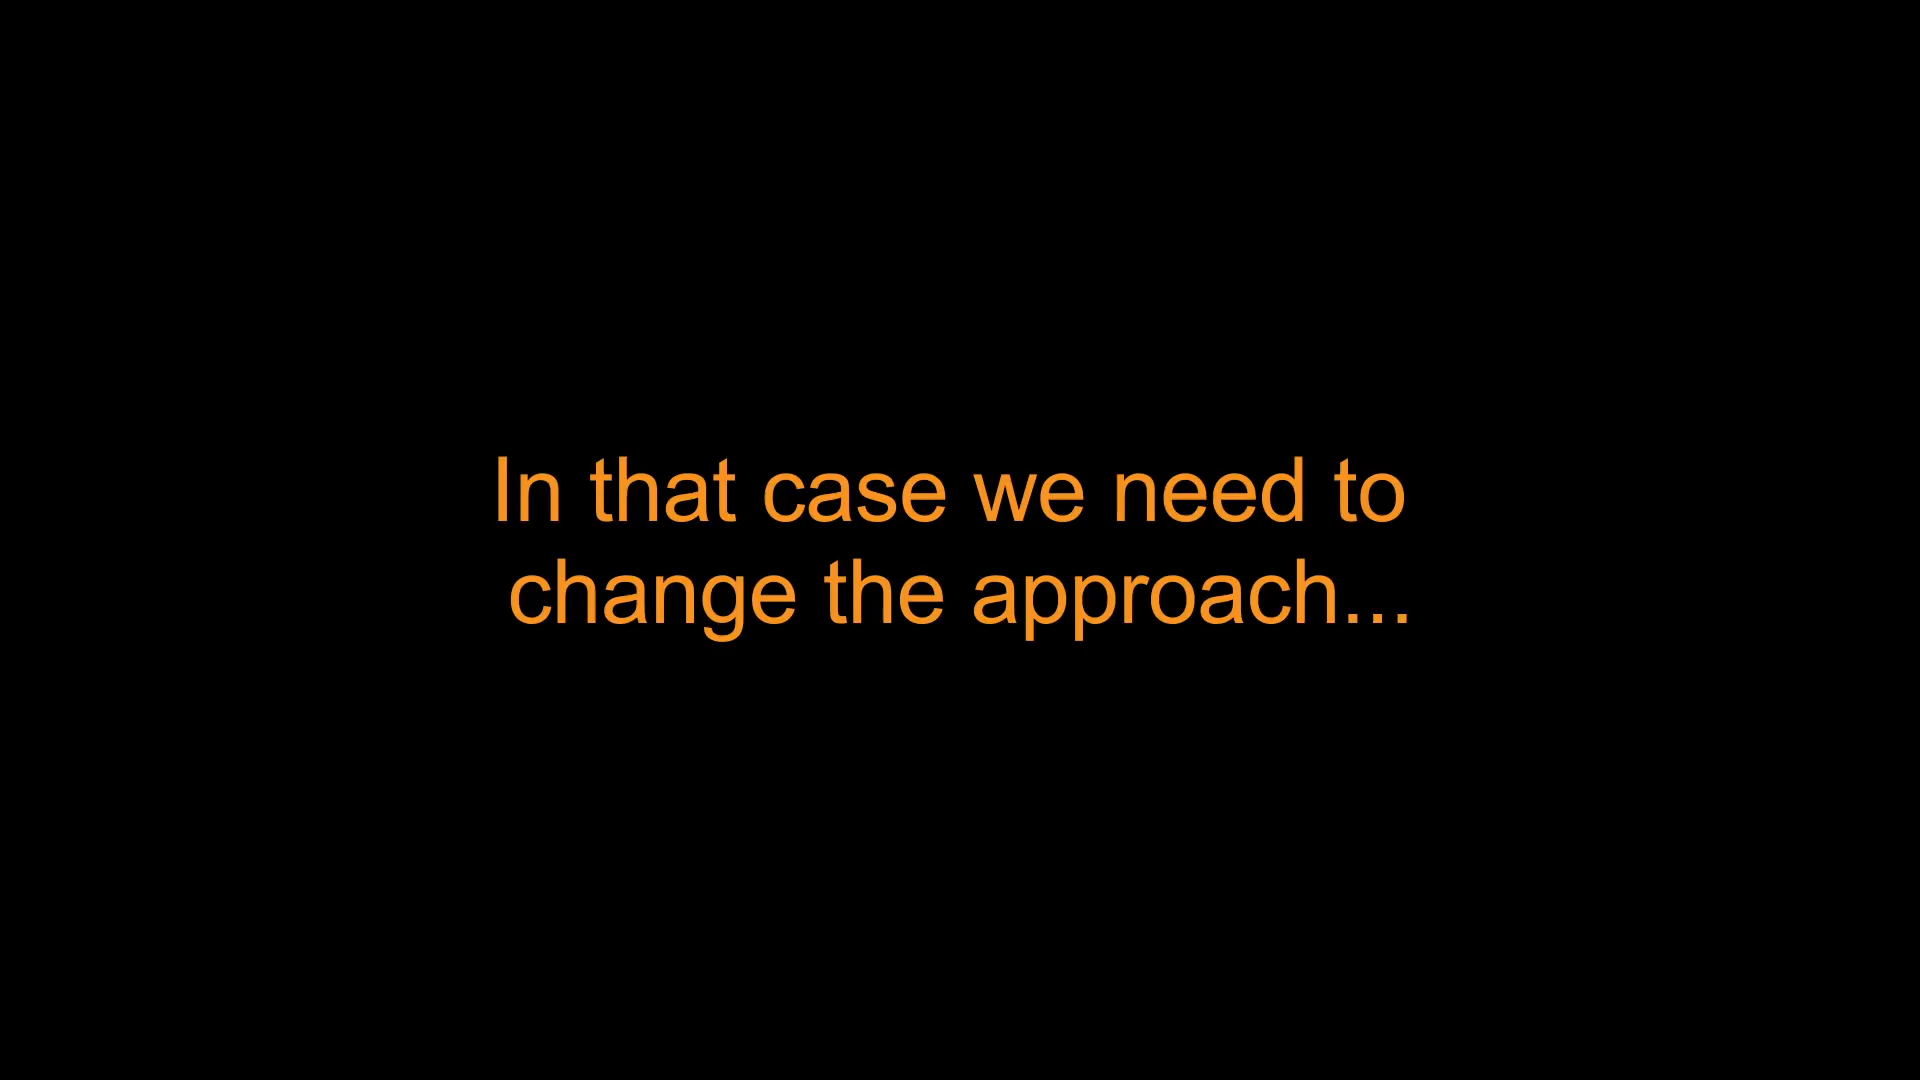 In that case we need to
change the approach...